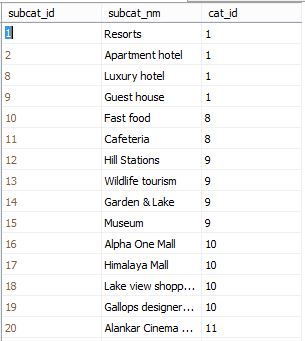 subcat_id subcat_nm cat_id
1 Resorts 1
2 Apartment hotel 1
8 Luxury hotel 1
9 Guest house 1
10 Fast food 8
11 Cafeteria 8
12 Hill Stations 9
13 Wildlife tourism 9
14 Garden & Lake 9
15 Museum 9
16 Alpha One Mall 10
17 Himalaya Mall 10
18 Lake view shopp... 10
19 Gallops designer... 10
20 Alankar Cinema ... 11